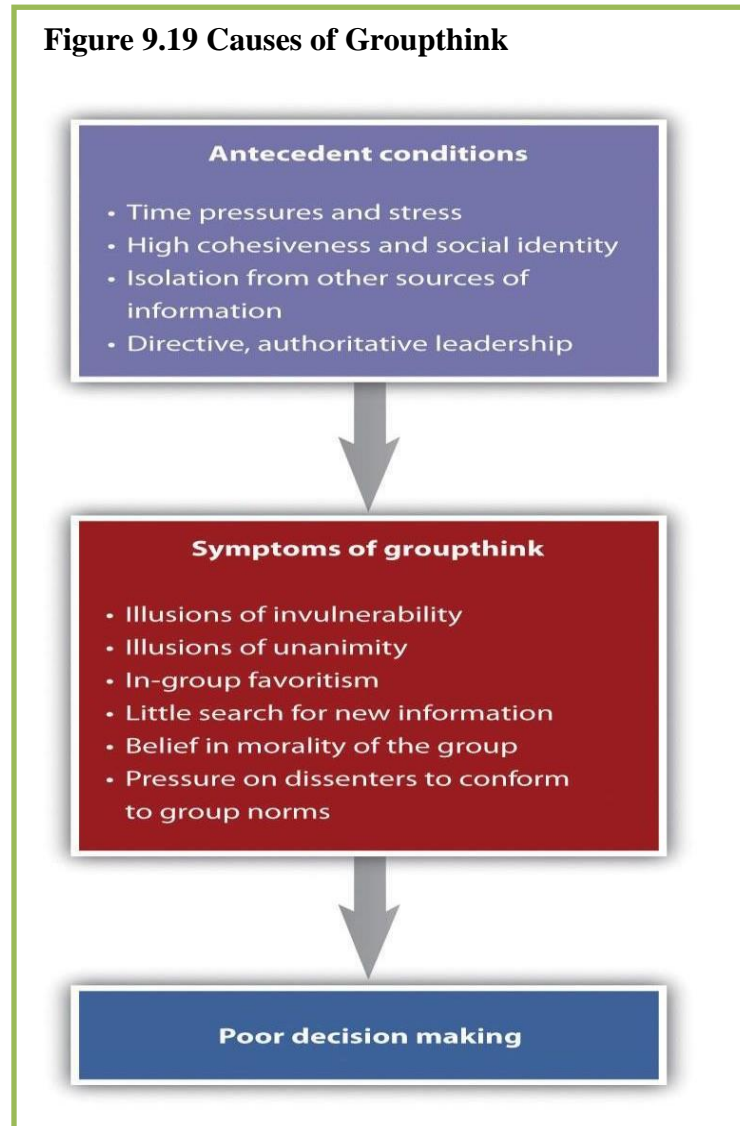 Figure 9.19 Causes of Groupthink
Antecedent conditions
• Time pressures and stress
• High cohesiveness and social identity
• Isolation from other sources of
information
• Directive, authoritative leadership
Symptoms of groupthink
• Illusions of invulnerability
• Illusions of unanimity
• In-group favoritism
• Little search for new information
• Belief in morality of the group
• Pressure on dissenters to conform
to group norms
Poor decision making